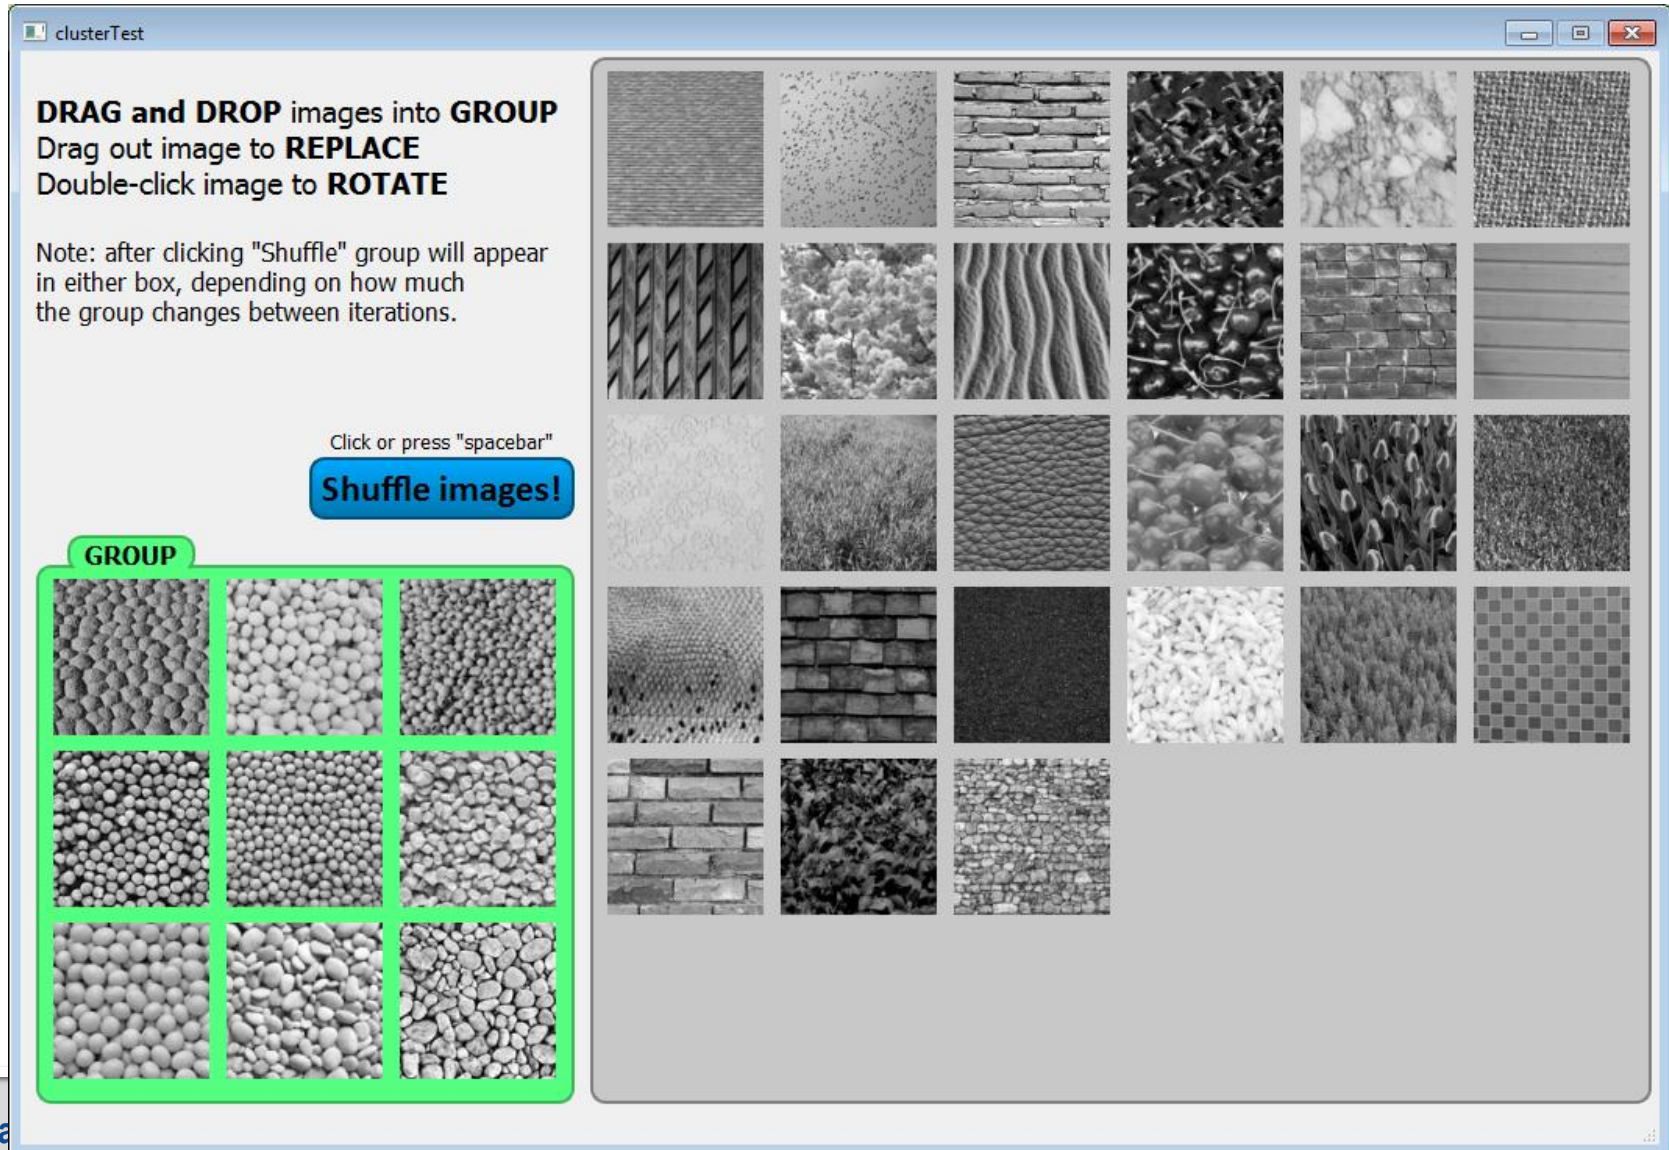 clusterTest
DRAG and DROP images into GROUP
Drag out image to REPLACE
Double-click image to ROTATE
Note: after clicking "Shuffle" group will appear
in either box, depending on how much
the group changes between iterations.
Click or press "spacebar"
Shuffle images!
GROUP